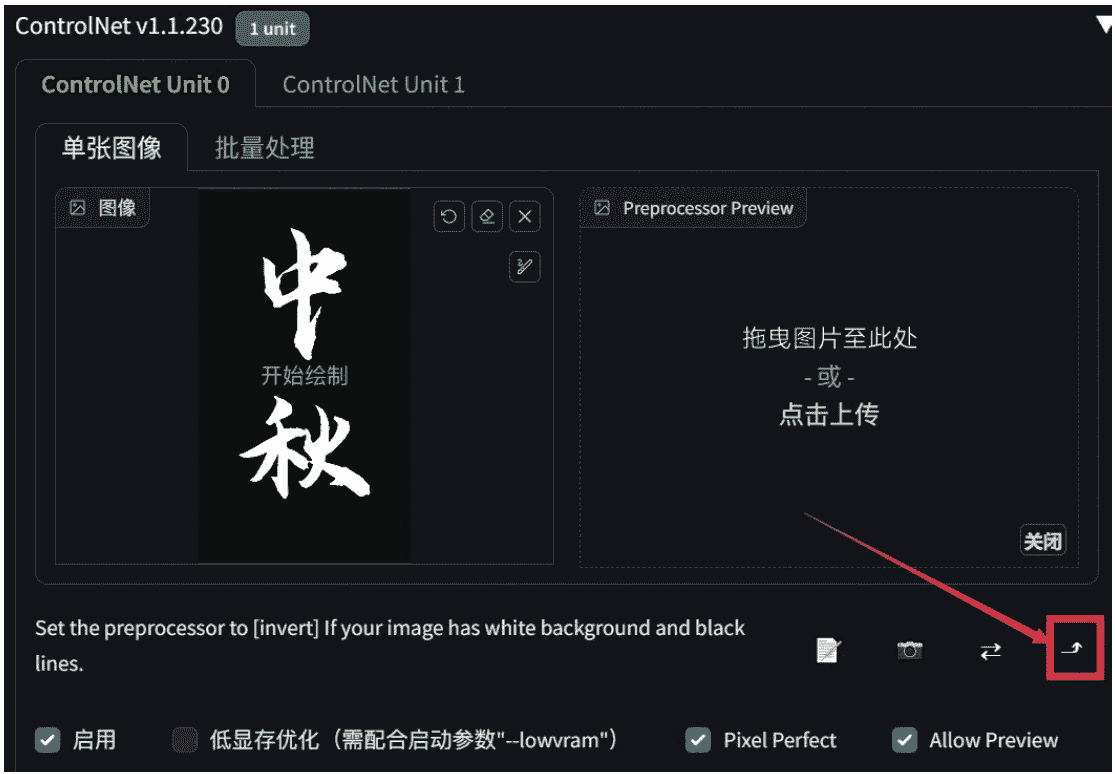 ControlNet v1.1.230 1 unit
ControlNet Unit 0 ControlNet Unit 1
单张图像 批量处理
图像
中
开始绘制
秋
Preprocessor Preview
拖曳图片至此处
- 或 -
点击上传
关闭
Set the preprocessor to [invert] If your image has white background and black
lines.
启用 低显存优化（需配合启动参数"--lowvram"） Pixel Perfect Allow Preview